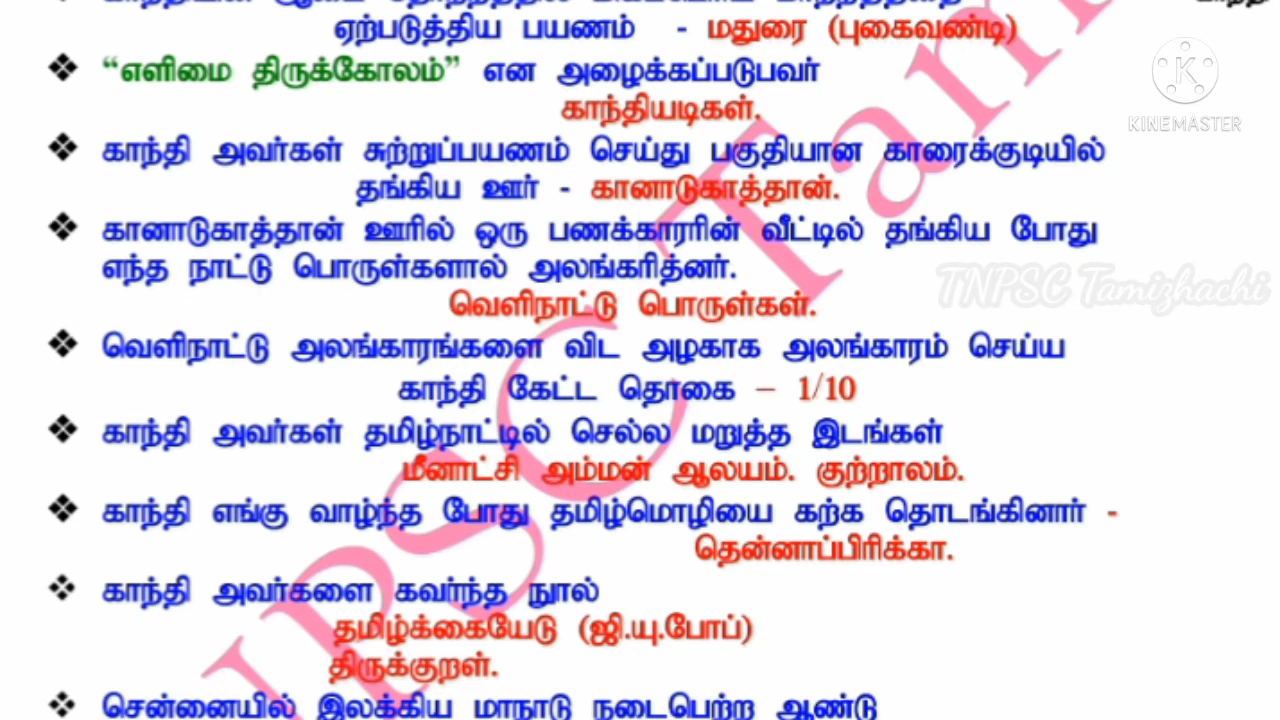 ஏற்படுத்திய பயணம் - மதுரை (புகைவண்டி)
❖ “எளிமை திருக்கோலம்” என அழைக்கப்படுபவர்
காந்தியடிகள்.
❖ காந்தி அவர்கள் சுற்றுப்பயணம் செய்து பகுதியான காரைக்குடியில்
தங்கிய ஊர் - கானாடுகாத்தான்.
❖ கானாடுகாத்தான் ஊரில் ஒரு பணக்காரரின் வீட்டில் தங்கிய போது
எந்த நாட்டு பொருள்களால் அலங்கரித்னர்.
வெளிநாட்டு பொருள்கள்.
❖ வெளிநாட்டு அலங்காரங்களை விட அழகாக அலங்காரம் செய்ய
காந்தி கேட்ட தொகை – 1/10
❖ காந்தி அவர்கள் தமிழ்நாட்டில் செல்ல மறுத்த இடங்கள்
மீனாட்சி அம்மன் ஆலயம். குற்றாலம்.
❖ காந்தி எங்கு வாழ்ந்த போது தமிழ்மொழியை கற்க தொடங்கினார் -
தென்னாப்பிரிக்கா.
❖ காந்தி அவர்களை கவர்ந்த நூல்
தமிழ்க்கையேடு (ஜி.யு.போப்)
திருக்குறள்.
❖ சென்னையில் இலக்கிய மாநாடு நடைபெற்ற ஆண்டு
K
KINEMASTER
TNPSC Tamizhachi